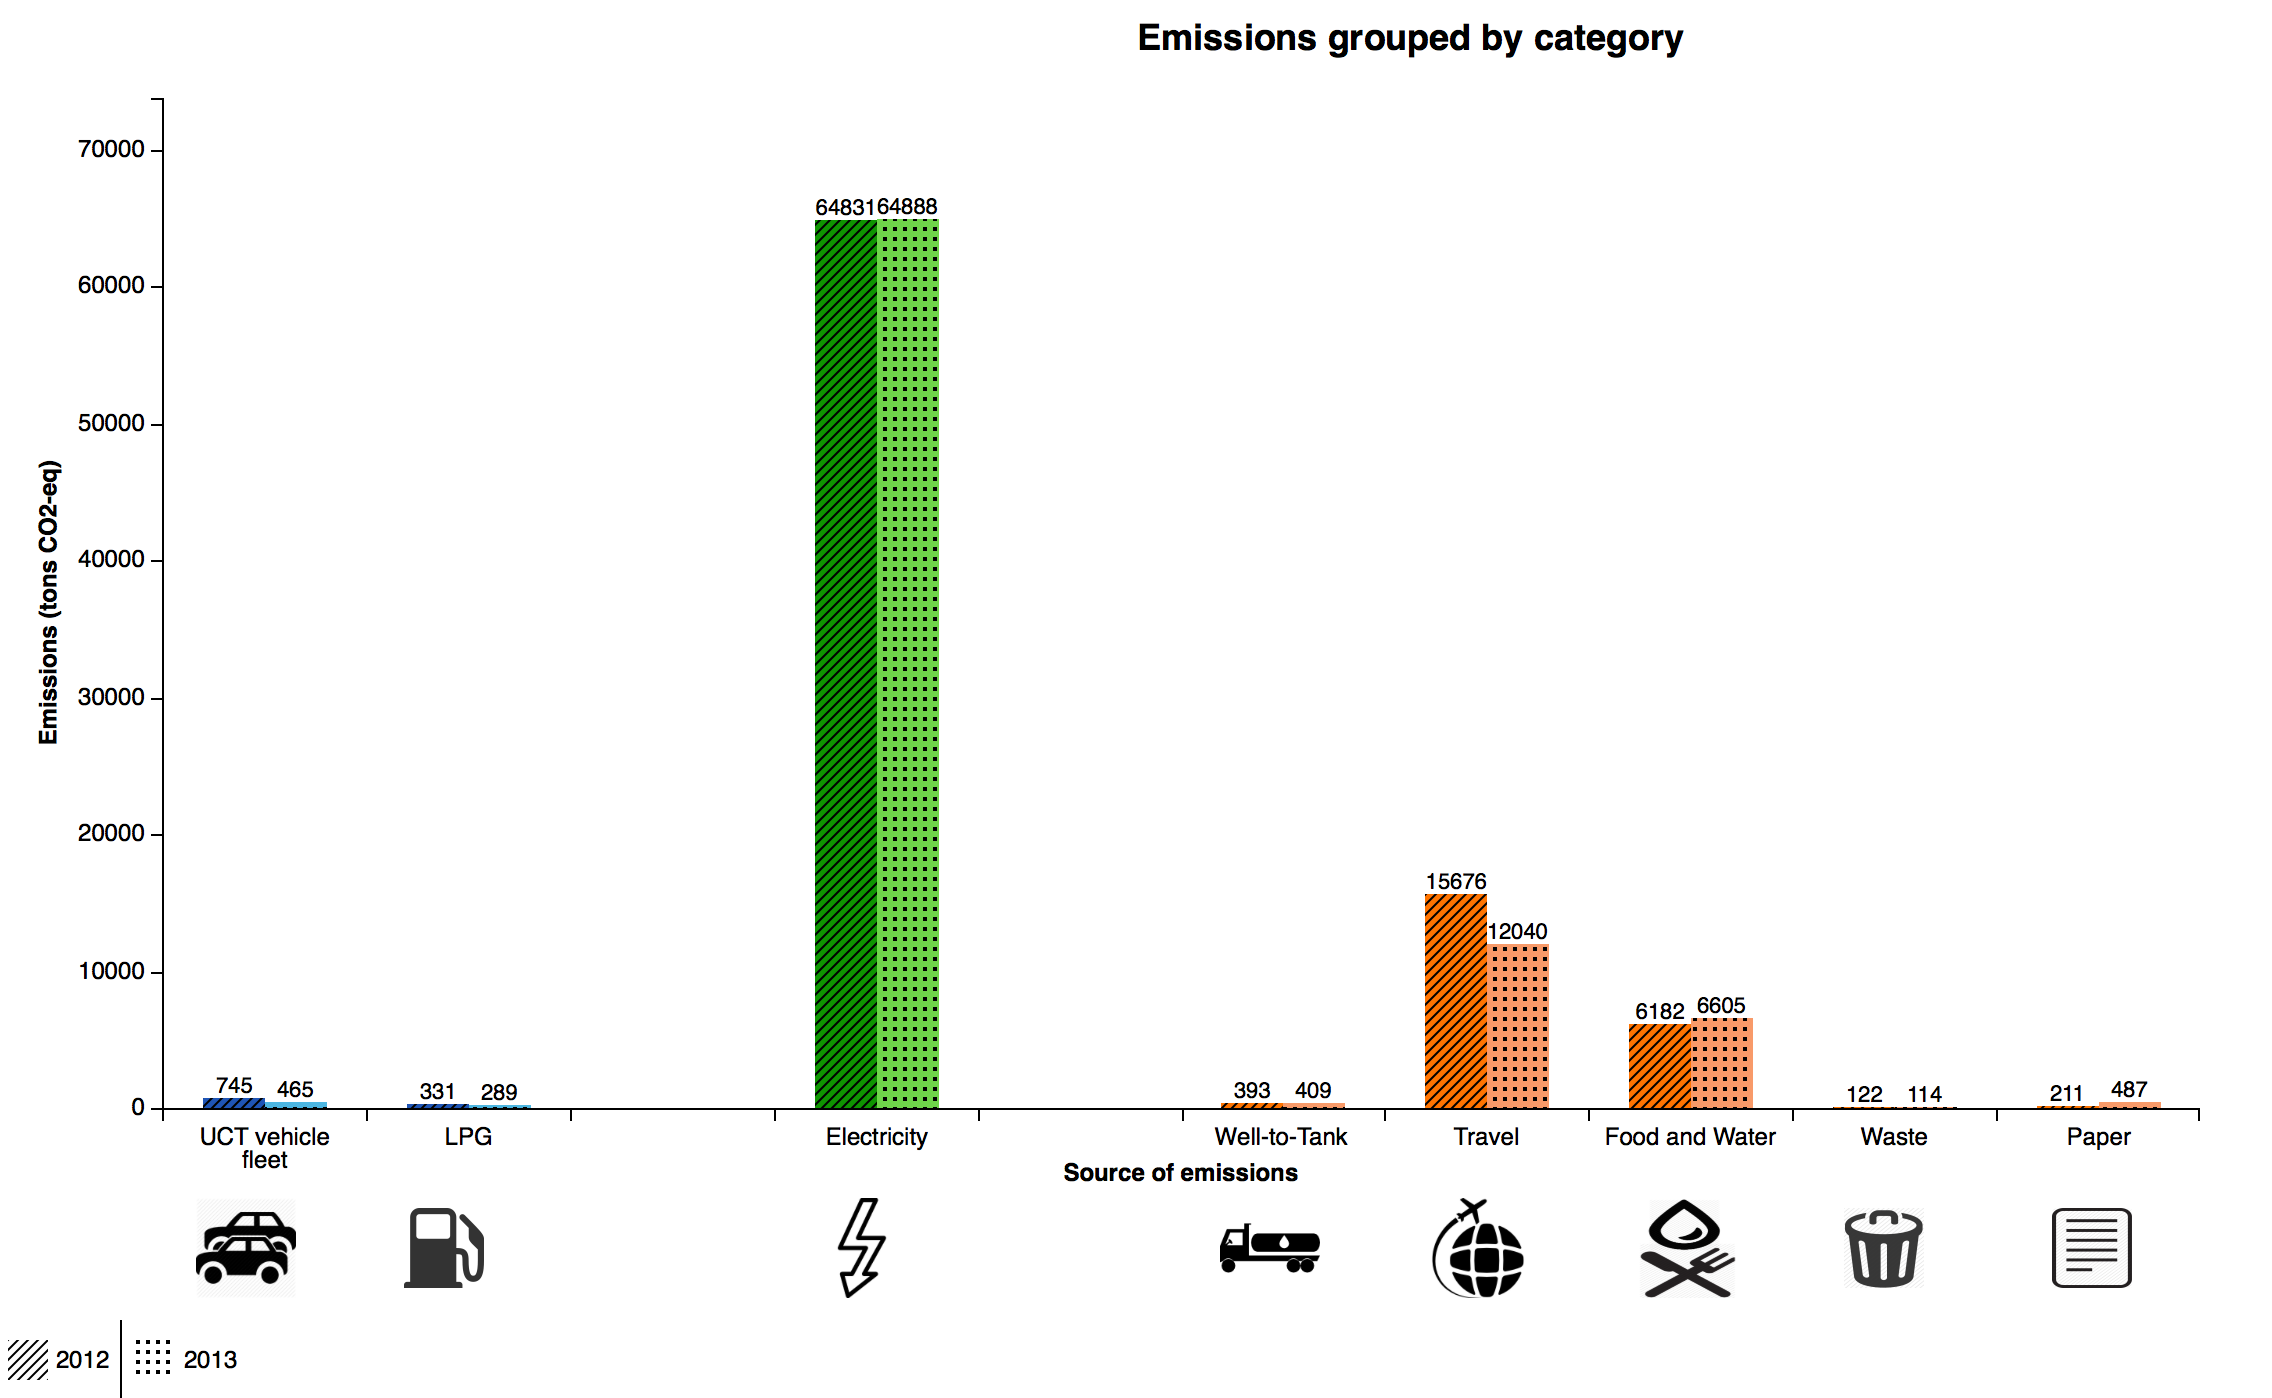 Emissions grouped by category
Emissions (tons CO2-eq)
70000
60000
50000
40000
30000
20000
10000
0
745 465
331 289
64831 64888
393 409
15676
12040
6182 6605
122 114
211 487
UCT vehicle
fleet
LPG
Electricity
Well-to-Tank
Travel
Food and Water
Waste
Paper
Source of emissions
2012
2013